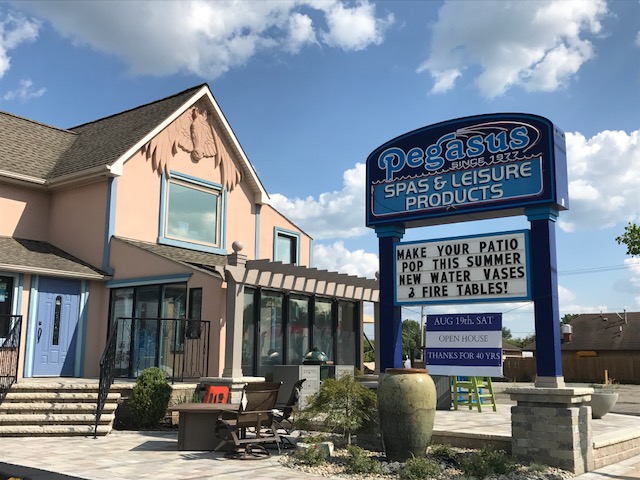 Pegasus
SINCE 1977
SPAS & LEISURE
PRODUCTS
MAKE YOUR PATIO
POP THIS SUMMER
NEW WATER VASES
& FIRE TABLES!
AUG 19th. SAT
OPEN HOUSE
THANKS FOR 40 YRS